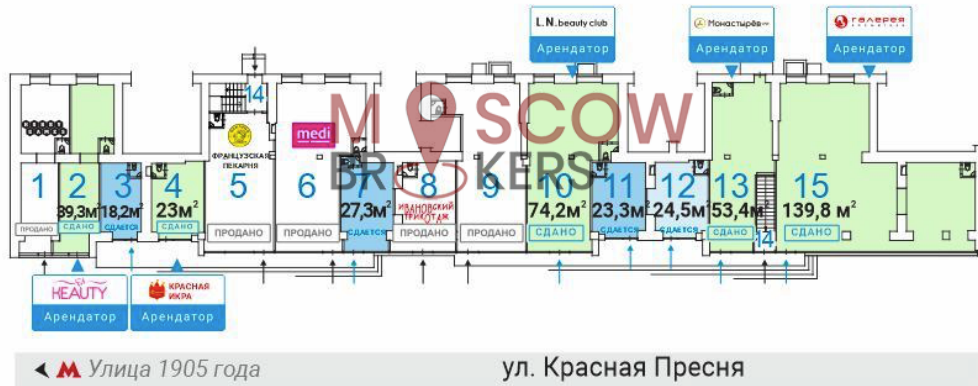 L.N. beauty club
Арендатор
Монастырёв
Арендатор
галерея
Арендатор
MOSCOW
BROKERS
14
medi
ФРАНЦУЗСКАЯ
ПЕКАРНЯ
1
ПРОДАНО
2
39,3м²
СДАНО
3
18,2м²
СДАЕТСЯ
4
23м²
СДАНО
5
ПРОДАНО
6
ПРОДАНО
7
27,3м²
СДАЕТСЯ
8
ИВАНОВСКИЙ
ТРИКОТАЖ
ПРОДАНО
9
ПРОДАНО
10
74,2м²
СДАНО
11
23,3м²
СДАЕТСЯ
12
24,5м²
СДАЕТСЯ
13
53,4м²
СДАНО
14
15
139,8 м²
СДАНО
KEAUTY
Арендатор
КРАСНАЯ
ИКРА
Арендатор
М Улица 1905 года
ул. Красная Пресня